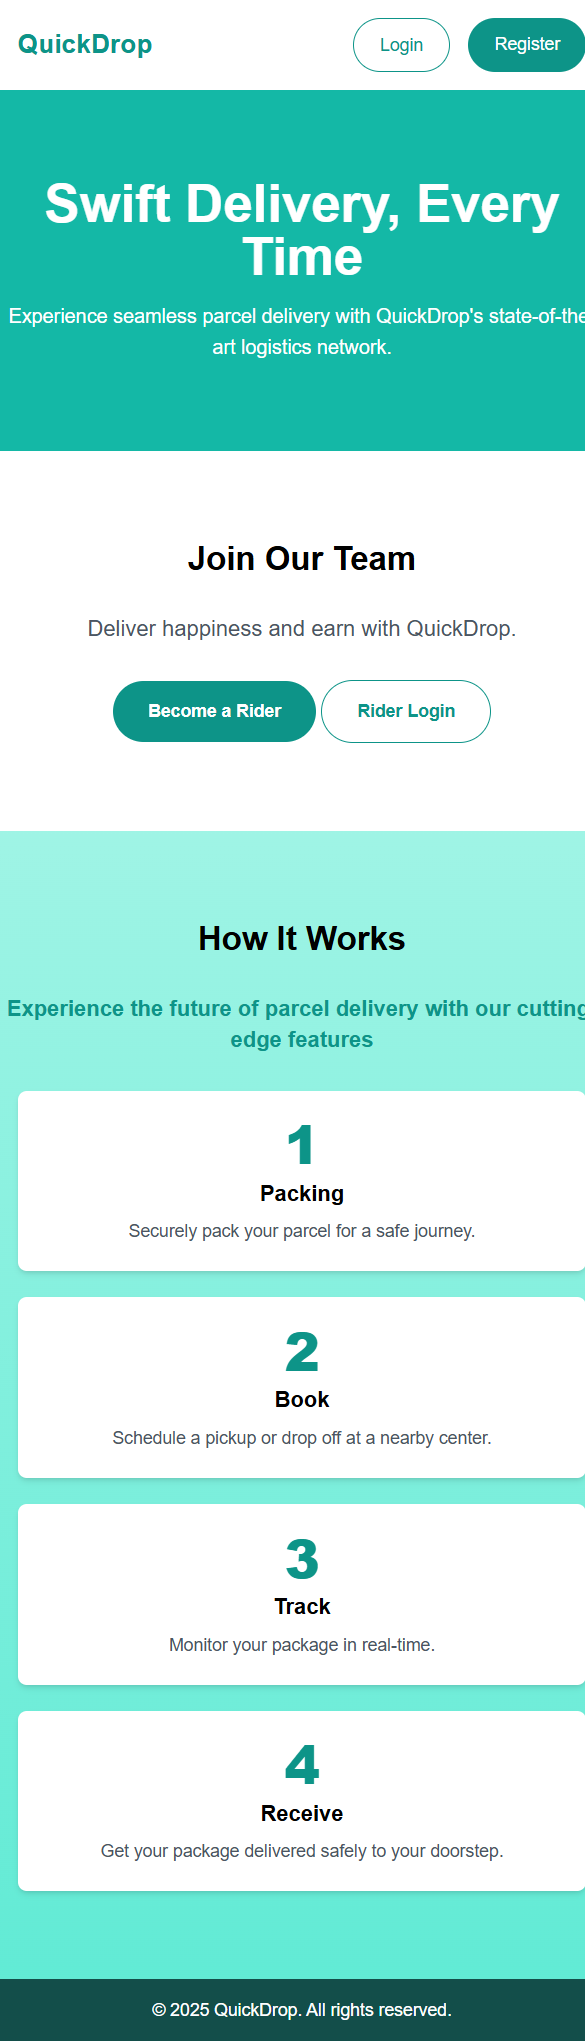 QuickDrop
Login
Register
Swift Delivery, Every
Time
Experience seamless parcel delivery with QuickDrop's state-of-the
art logistics network.
Join Our Team
Deliver happiness and earn with QuickDrop.
Become a Rider
Rider Login
How It Works
Experience the future of parcel delivery with our cutting
edge features
1
Packing
Securely pack your parcel for a safe journey.
2
Book
Schedule a pickup or drop off at a nearby center.
3
Track
Monitor your package in real-time.
4
Receive
Get your package delivered safely to your doorstep.
© 2025 QuickDrop. All rights reserved.